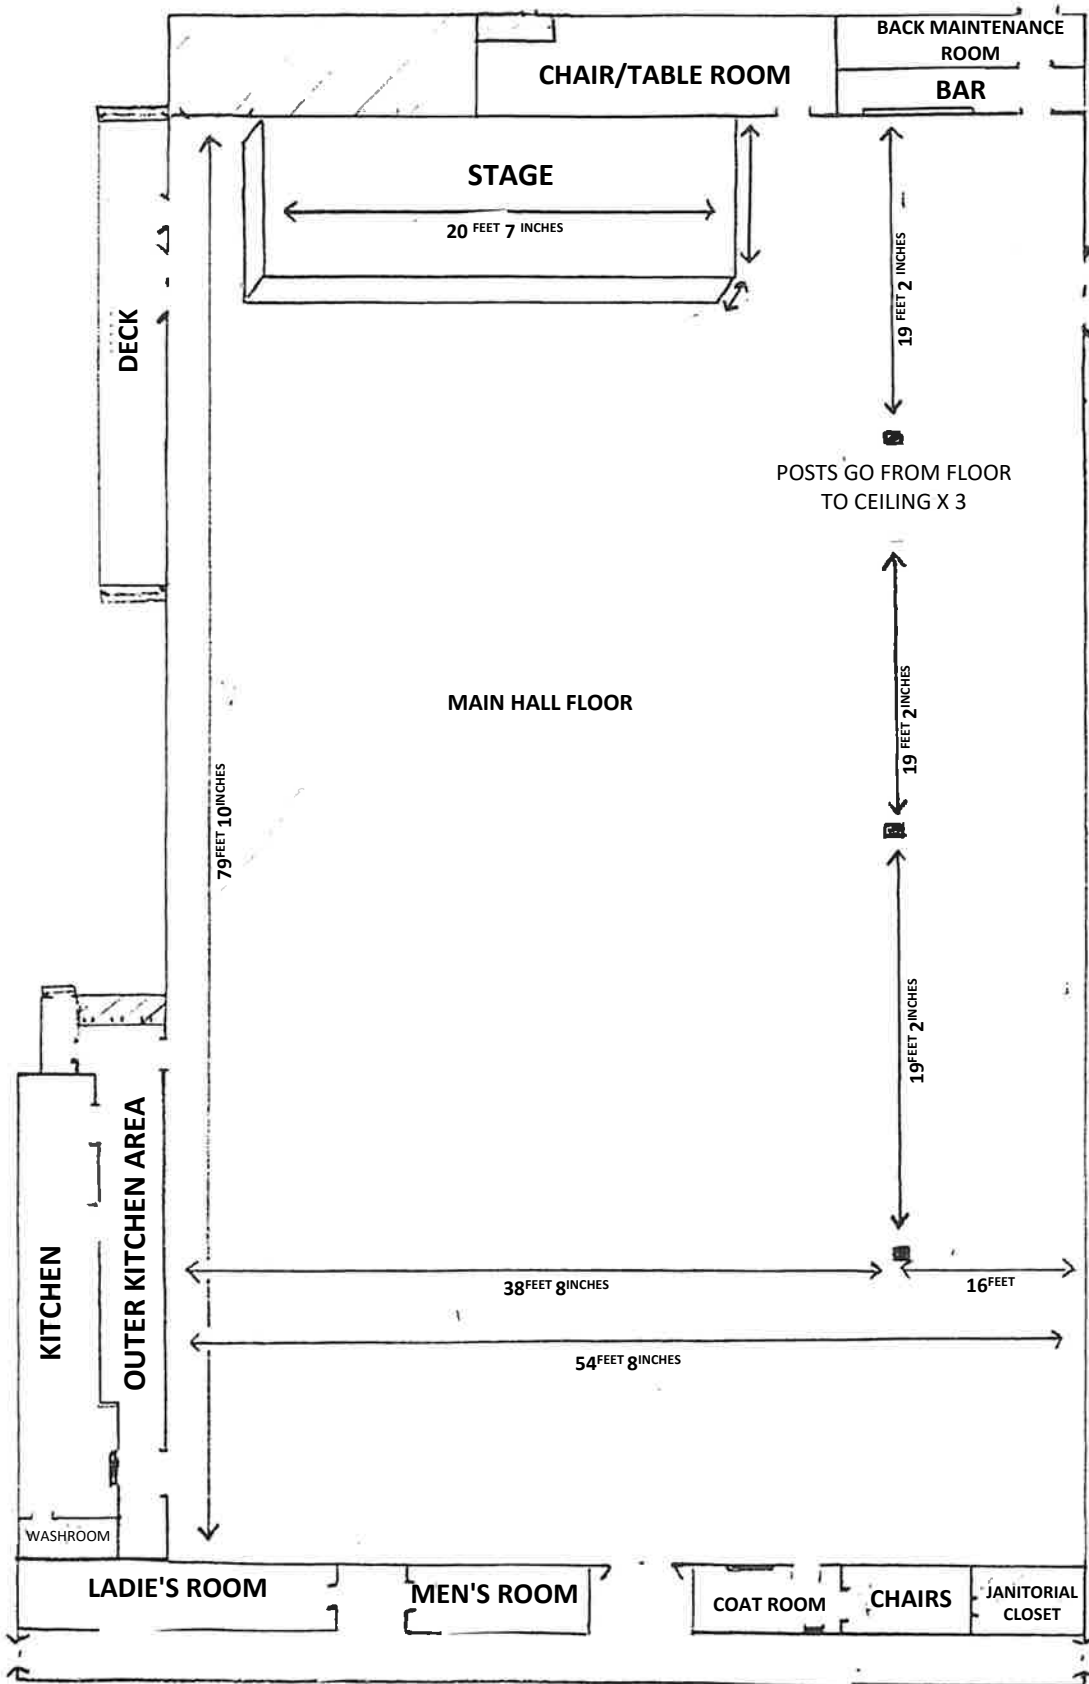 BACK MAINTENANCE
ROOM
CHAIR/TABLE ROOM
BAR
STAGE
20 FEET 7 INCHES
19 FEET 2 INCHES
DECK
POSTS GO FROM FLOOR
TO CEILING X 3
MAIN HALL FLOOR
19 FEET 2 INCHES
79 FEET 10 INCHES
19 FEET 2 INCHES
OUTER KITCHEN AREA
KITCHEN
38 FEET 8 INCHES
16 FEET
54 FEET 8 INCHES
WASHROOM
LADIE'S ROOM
MEN'S ROOM
COAT ROOM
CHAIRS
JANITORIAL
CLOSET